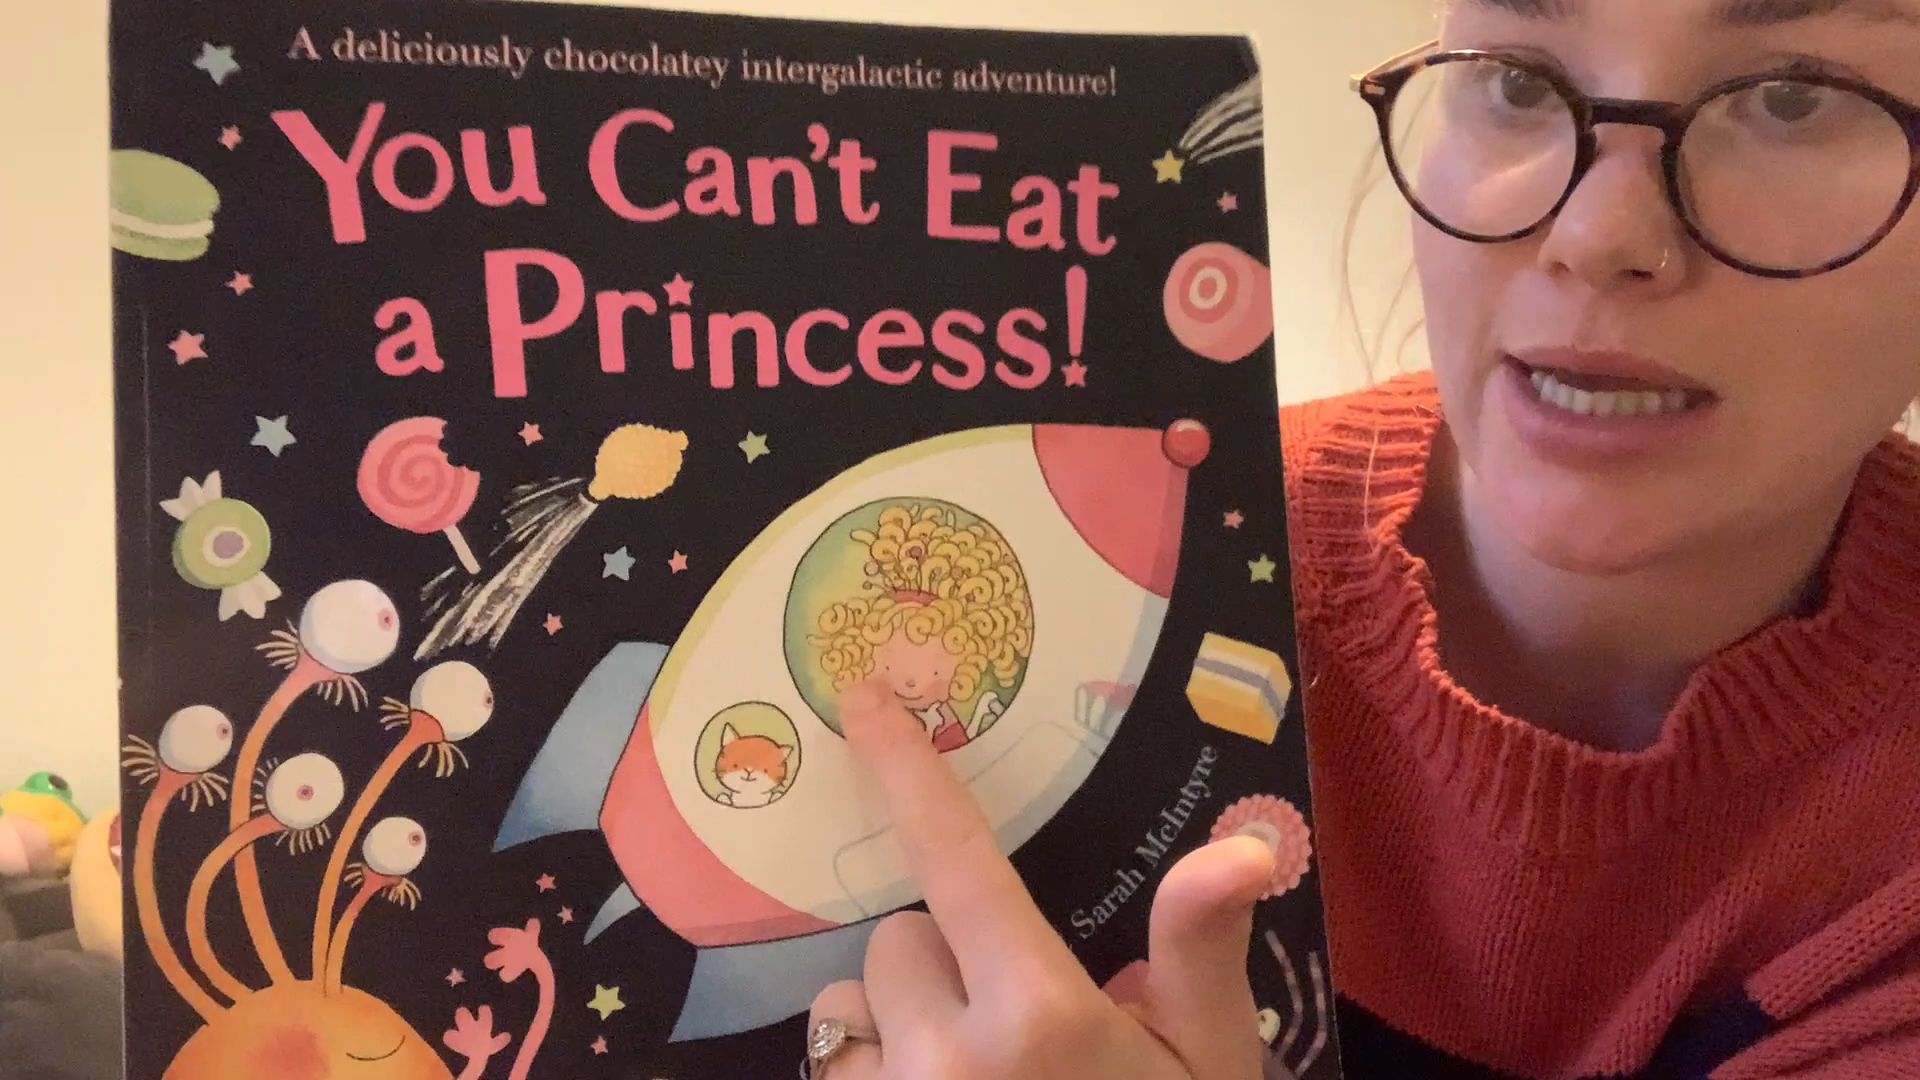 A deliciously chocolatey intergalactic adventure!
You Can't Eat
a Princess!
Sarah McIntyre